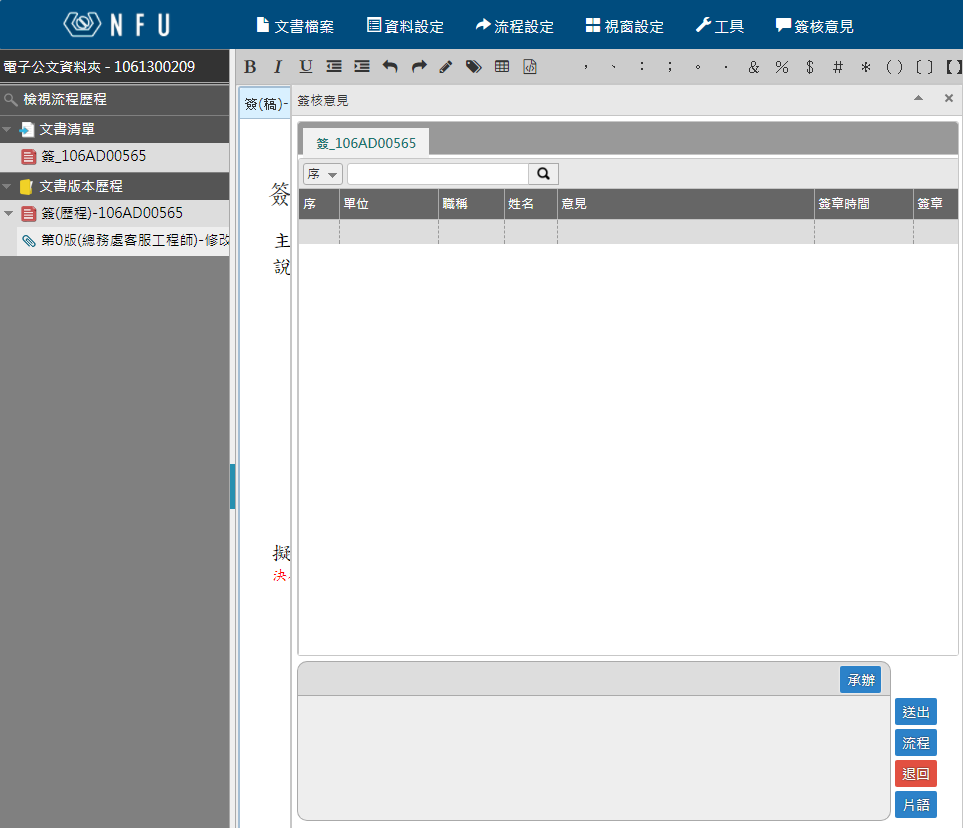 NFU 文書檔案 資料設定 流程設定 視窗設定 工具 簽核意見
電子公文資料夾 - 1061300209
檢視流程歷程
文書清單
簽_106AD00565
文書版本歷程
簽(歷程)-106AD00565
第0版(總務處客服工程師)-修改
B I U , 、 : ; 。 . & % $ # * ( ) 〔 〕 【 】
簽(稿)-
簽
主
說
擬
決
簽核意見
簽_106AD00565
序
序 單位 職稱 姓名 意見 簽章時間 簽章
承辦
送出
流程
退回
片語